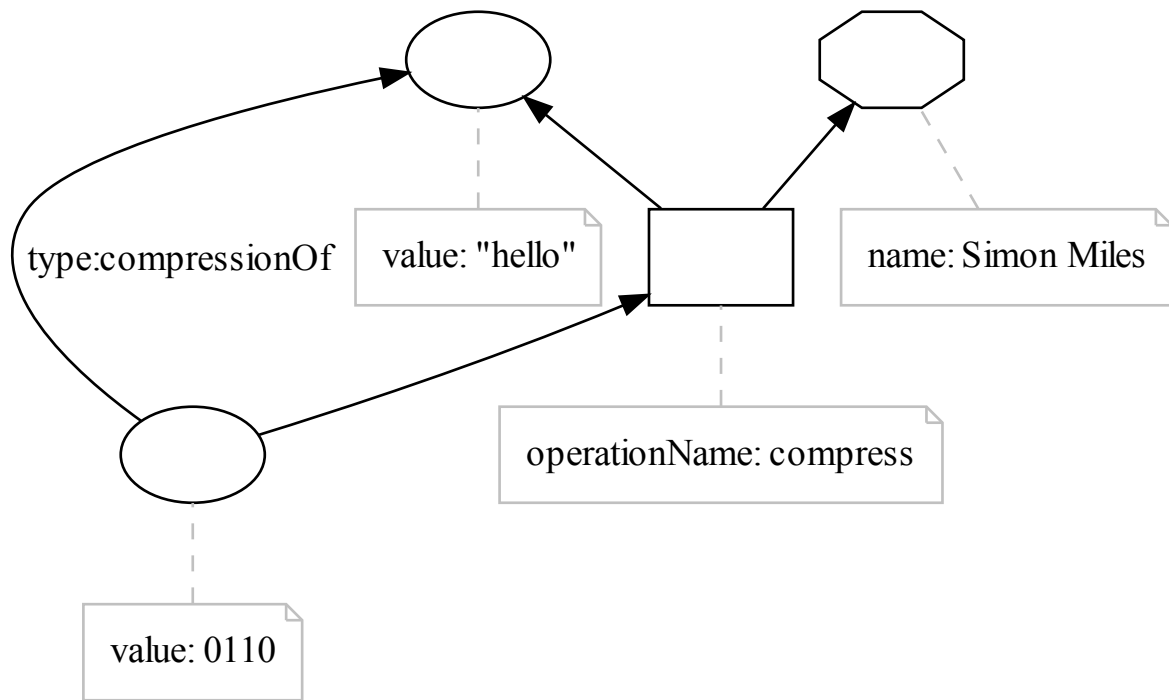 type:compressionOf
value: "hello"
name: Simon Miles
operationName: compress
value: 0110